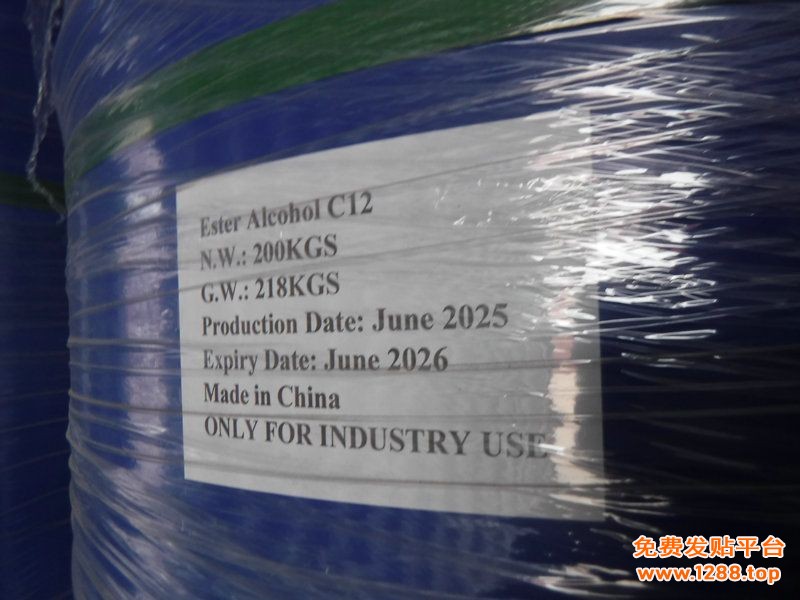 Ester Alcohol C12
N.W.: 200KGS
G.W.: 218KGS
Production Date: June 2025
Expiry Date: June 2026
Made in China
ONLY FOR INDUSTRY USE
免费发贴平台
www.1288.top